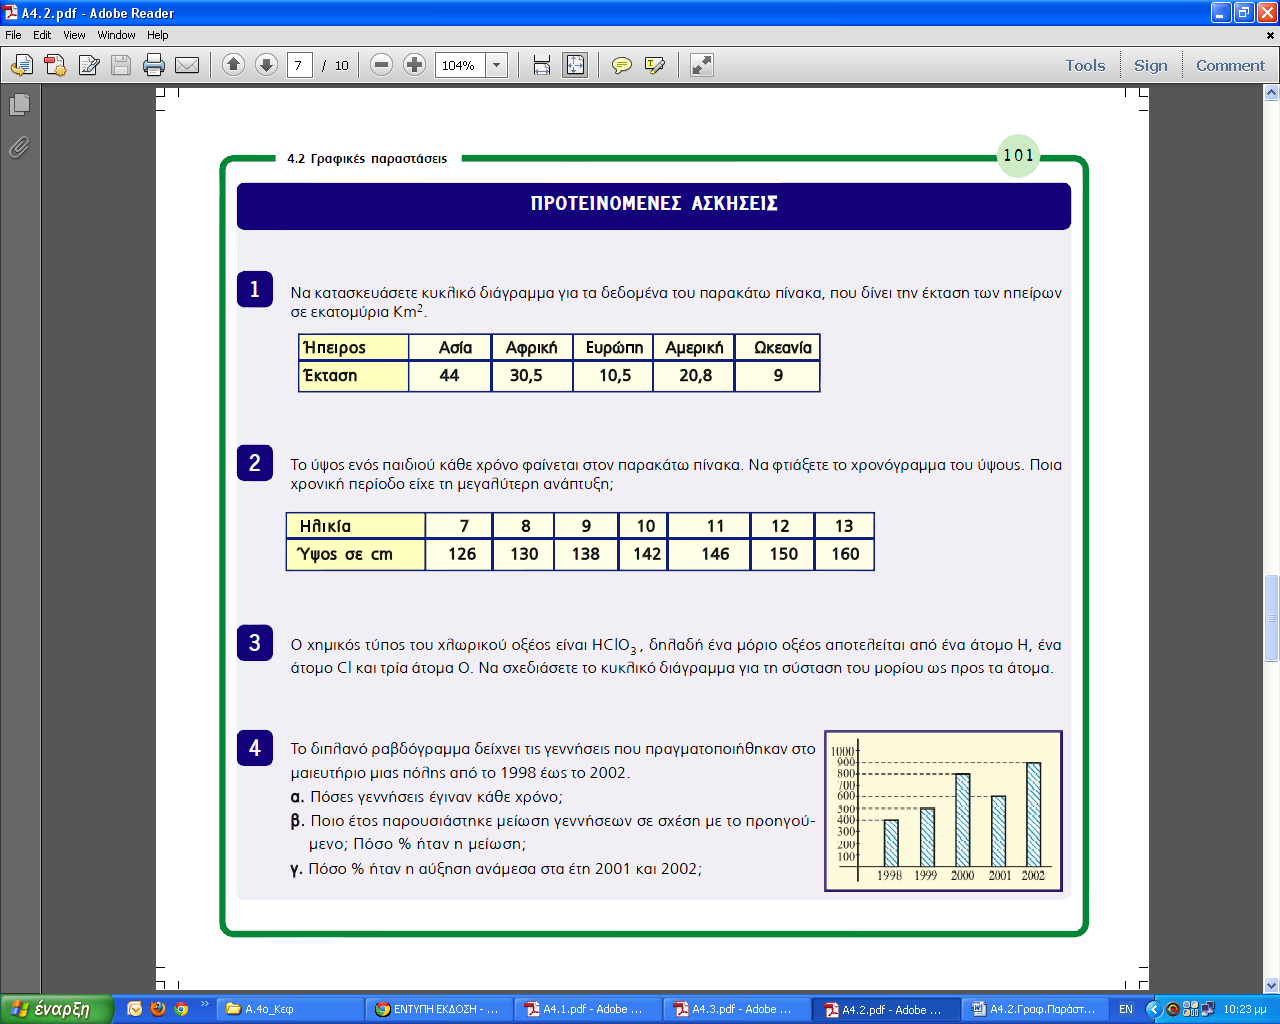 A4.2.pdf - Adobe Reader
File Edit View Window Help
7 / 10 104% Tools Sign Comment
4.2 Γραφικές παραστάσεις 101
ΠΡΟΤΕΙΝΟΜΕΝΕΣ ΑΣΚΗΣΕΙΣ
1 Να κατασκευάσετε κυκλικό διάγραμμα για τα δεδομένα του παρακάτω πίνακα, που δίνει την έκταση των ηπείρων
σε εκατομύρια Km².
Ήπειρος Ασία Αφρική Ευρώπη Αμερική Ωκεανία
Έκταση 44 30,5 10,5 20,8 9
2 Το ύψος ενός παιδιού κάθε χρόνο φαίνεται στον παρακάτω πίνακα. Να φτιάξετε το χρονόγραμμα του ύψους. Ποια
χρονική περίοδο είχε τη μεγαλύτερη ανάπτυξη;
Ηλικία 7 8 9 10 11 12 13
Ύψος σε cm 126 130 138 142 146 150 160
3 Ο χημικός τύπος του χλωρικού οξέος είναι HClO₃, δηλαδή ένα μόριο οξέος αποτελείται από ένα άτομο H, ένα
άτομο Cl και τρία άτομα O. Να σχεδιάσετε το κυκλικό διάγραμμα για τη σύσταση του μορίου ως προς τα άτομα.
4 Το διπλανό ραβδόγραμμα δείχνει τις γεννήσεις που πραγματοποιήθηκαν στο
μαιευτήριο μιας πόλης από το 1998 έως το 2002.
α. Πόσες γεννήσεις έγιναν κάθε χρόνο;
β. Ποιο έτος παρουσιάστηκε μείωση γεννήσεων σε σχέση με το προηγού-
μενο; Πόσο % ήταν η μείωση;
γ. Πόσο % ήταν η αύξηση ανάμεσα στα έτη 2001 και 2002;
1000
900
800
700
600
500
400
300
200
100
1998 1999 2000 2001 2002
έναρξη A.4ο_Κεφ ΕΝΤΥΠΗ ΕΚΔΟΣΗ - ... A4.1.pdf - Adobe ... A4.3.pdf - Adobe ... A4.2.pdf - Adobe ... A4.2.Γραφ.Παράστ... EN 10:23 μμ